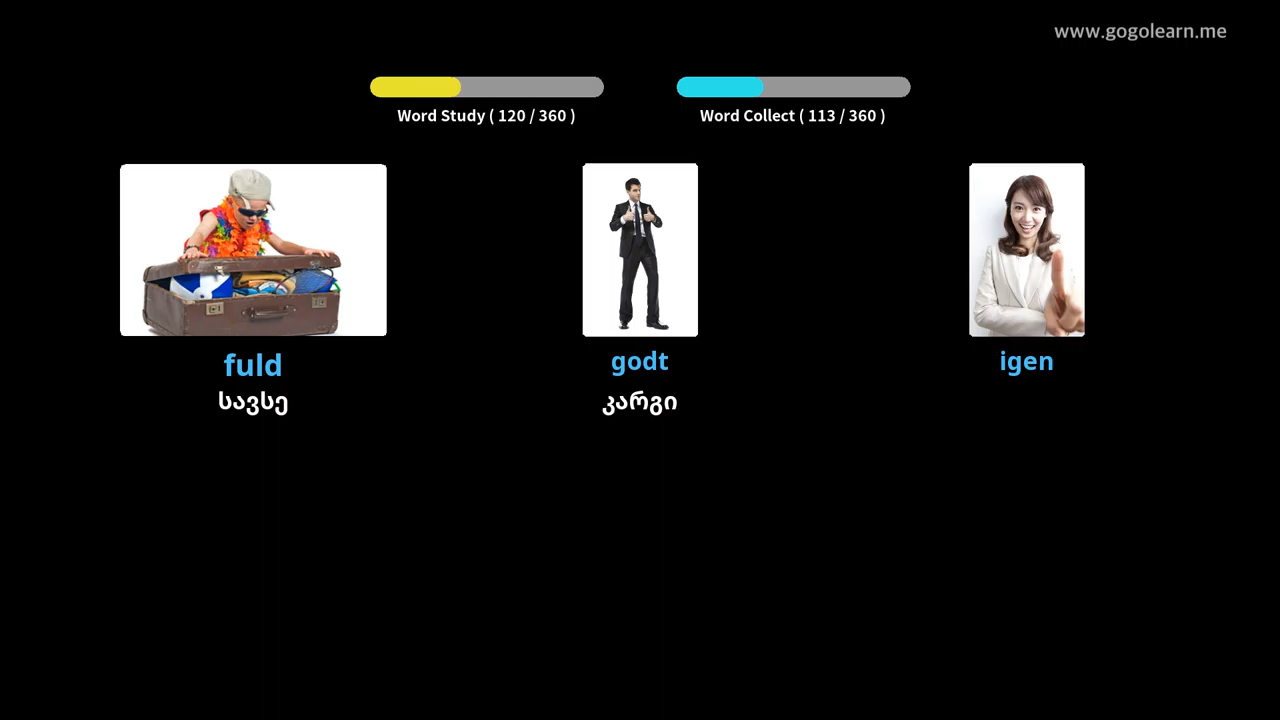 www.gogolearn.me
Word Study ( 120 / 360 )
Word Collect ( 113 / 360 )
fuld
godt
igen
სავსე
კარგი